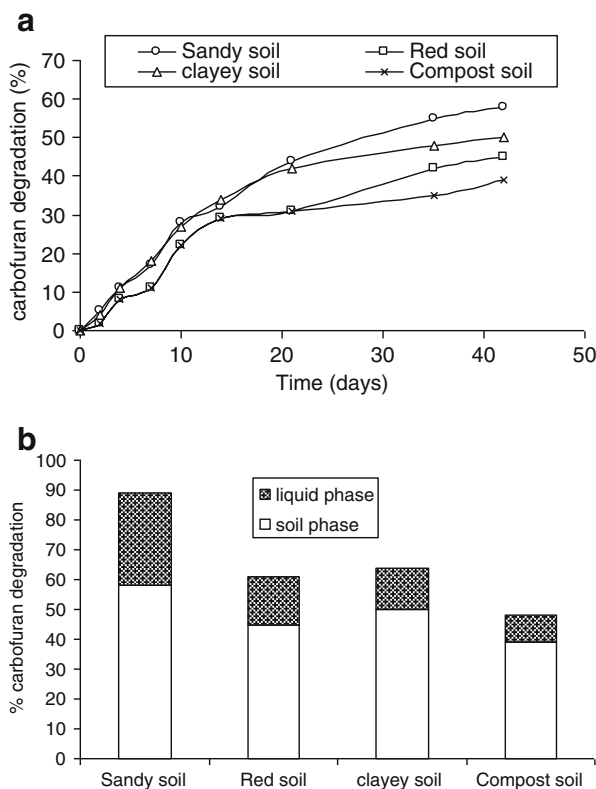 a
Sandy soil
Red soil
clayey soil
Compost soil
carbofuran degradation (%)
70
60
50
40
30
20
10
0
0 10 20 30 40 50
Time (days)
b
% carbofuran degradation
100
90
80
70
60
50
40
30
20
10
0
liquid phase
soil phase
Sandy soil Red soil clayey soil Compost soil